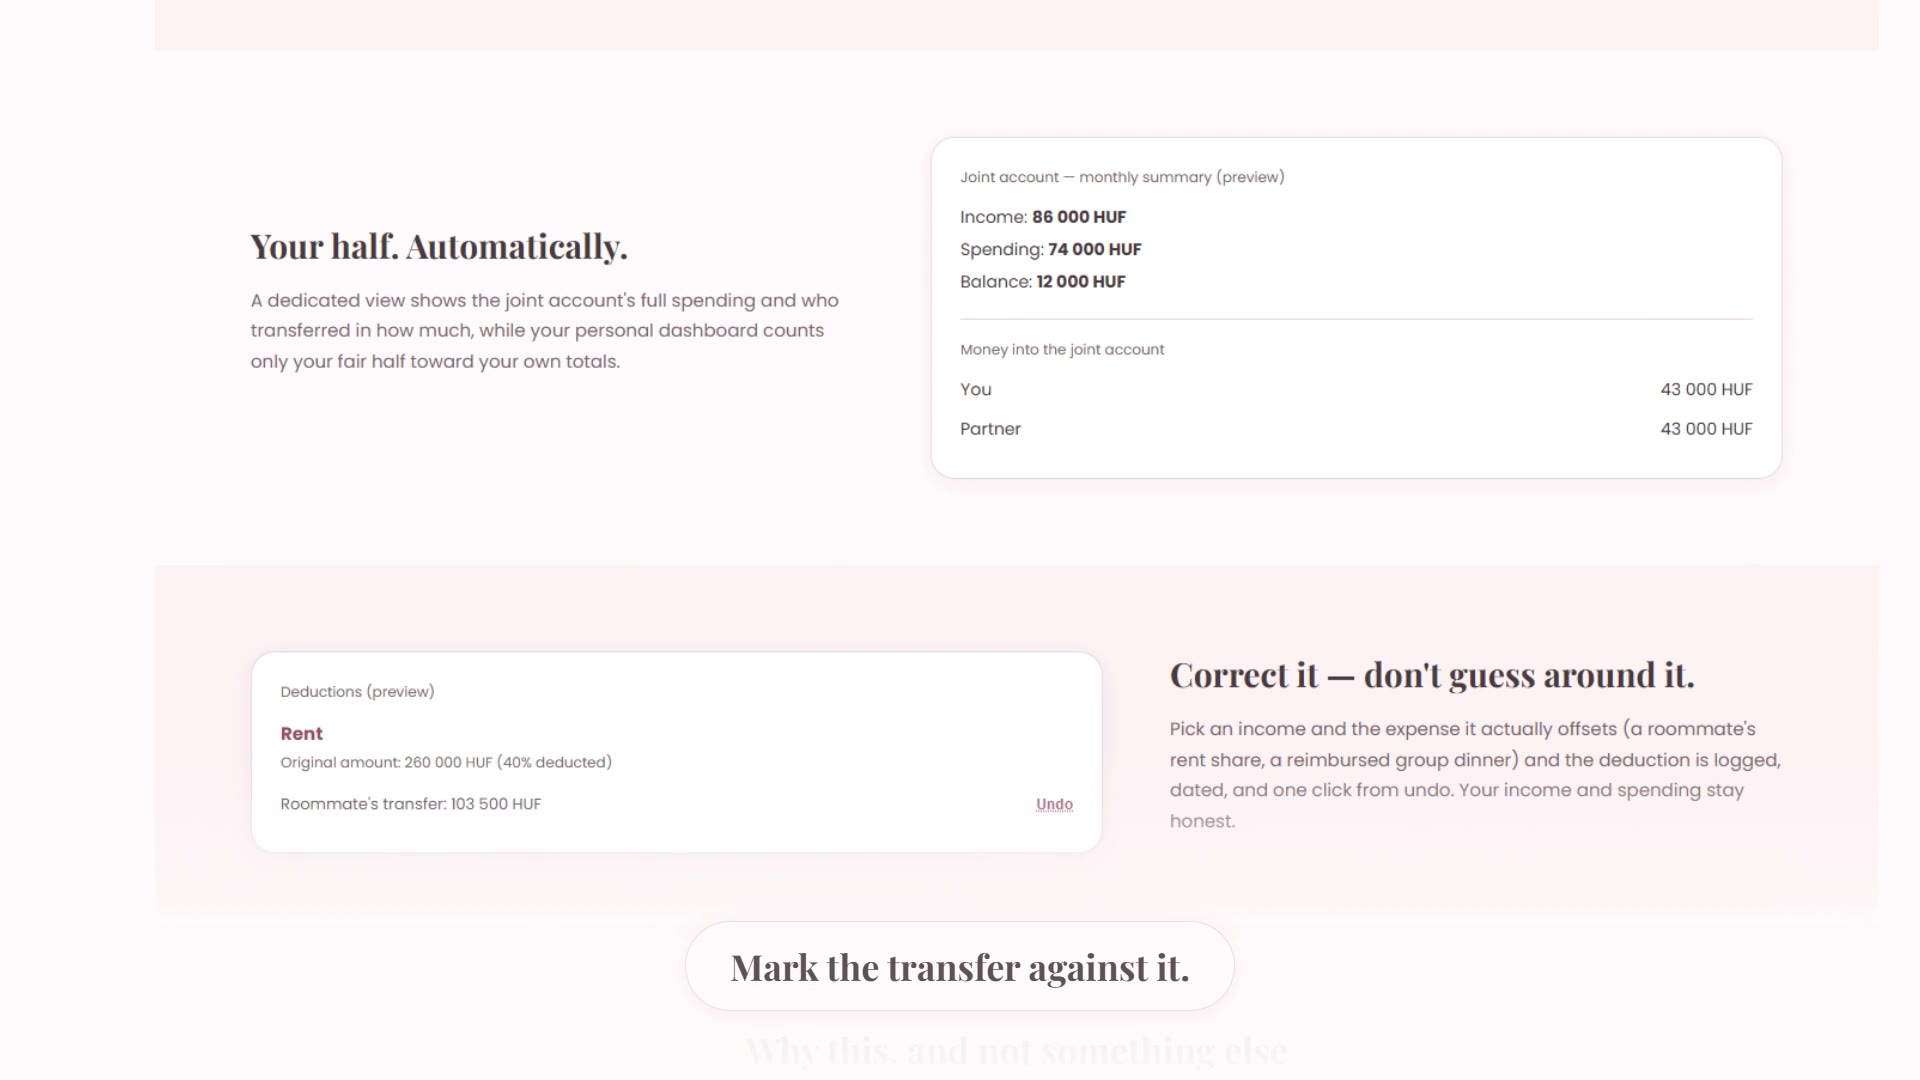 Your half. Automatically.
A dedicated view shows the joint account's full spending and who
transferred in how much, while your personal dashboard counts
only your fair half toward your own totals.
Joint account — monthly summary (preview)
Income: 86 000 HUF
Spending: 74 000 HUF
Balance: 12 000 HUF
Money into the joint account
You 43 000 HUF
Partner 43 000 HUF
Deductions (preview)
Rent
Original amount: 260 000 HUF (40% deducted)
Roommate's transfer: 103 500 HUF Undo
Correct it — don't guess around it.
Pick an income and the expense it actually offsets (a roommate's
rent share, a reimbursed group dinner) and the deduction is logged,
dated, and one click from undo. Your income and spending stay
honest.
Mark the transfer against it.
Why this, and not something else